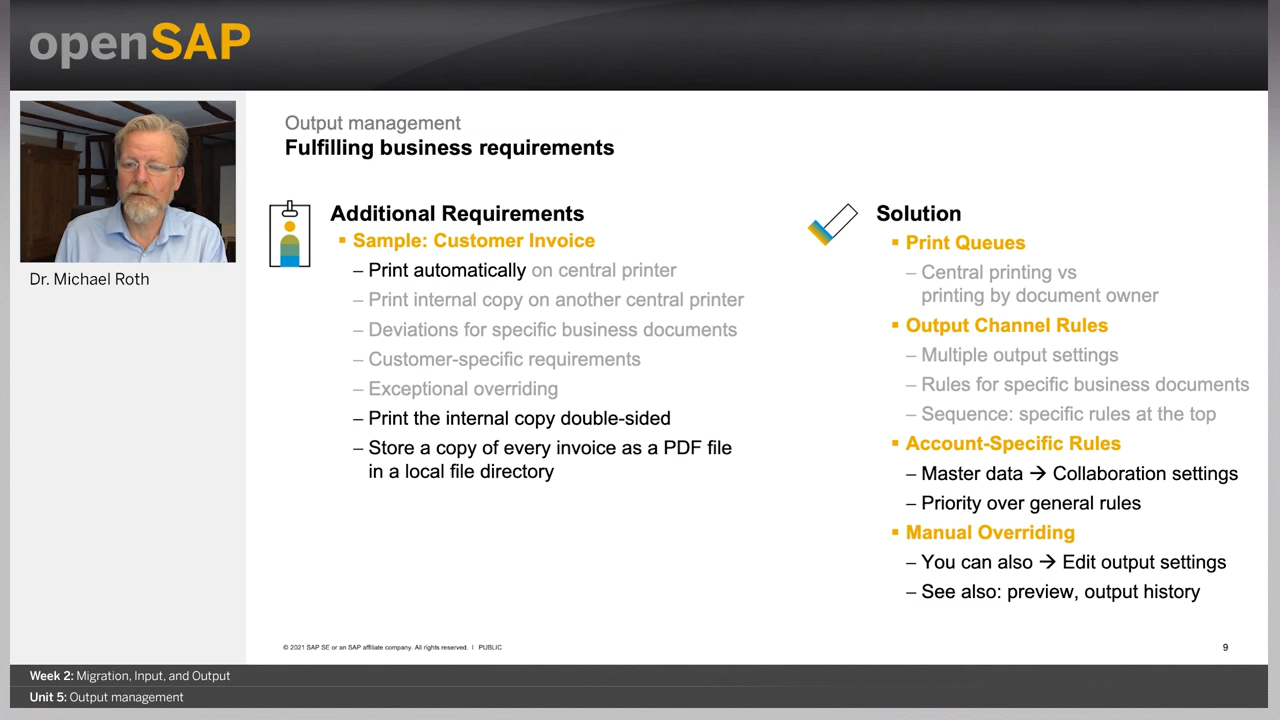 openSAP
Dr. Michael Roth
Output management
Fulfilling business requirements
Additional Requirements
▪ Sample: Customer Invoice
– Print automatically on central printer
– Print internal copy on another central printer
– Deviations for specific business documents
– Customer-specific requirements
– Exceptional overriding
– Print the internal copy double-sided
– Store a copy of every invoice as a PDF file
in a local file directory
Solution
▪ Print Queues
– Central printing vs
printing by document owner
▪ Output Channel Rules
– Multiple output settings
– Rules for specific business documents
– Sequence: specific rules at the top
▪ Account-Specific Rules
– Master data → Collaboration settings
– Priority over general rules
▪ Manual Overriding
– You can also → Edit output settings
– See also: preview, output history
© 2021 SAP SE or an SAP affiliate company. All rights reserved. | PUBLIC
9
Week 2: Migration, Input, and Output
Unit 5: Output management